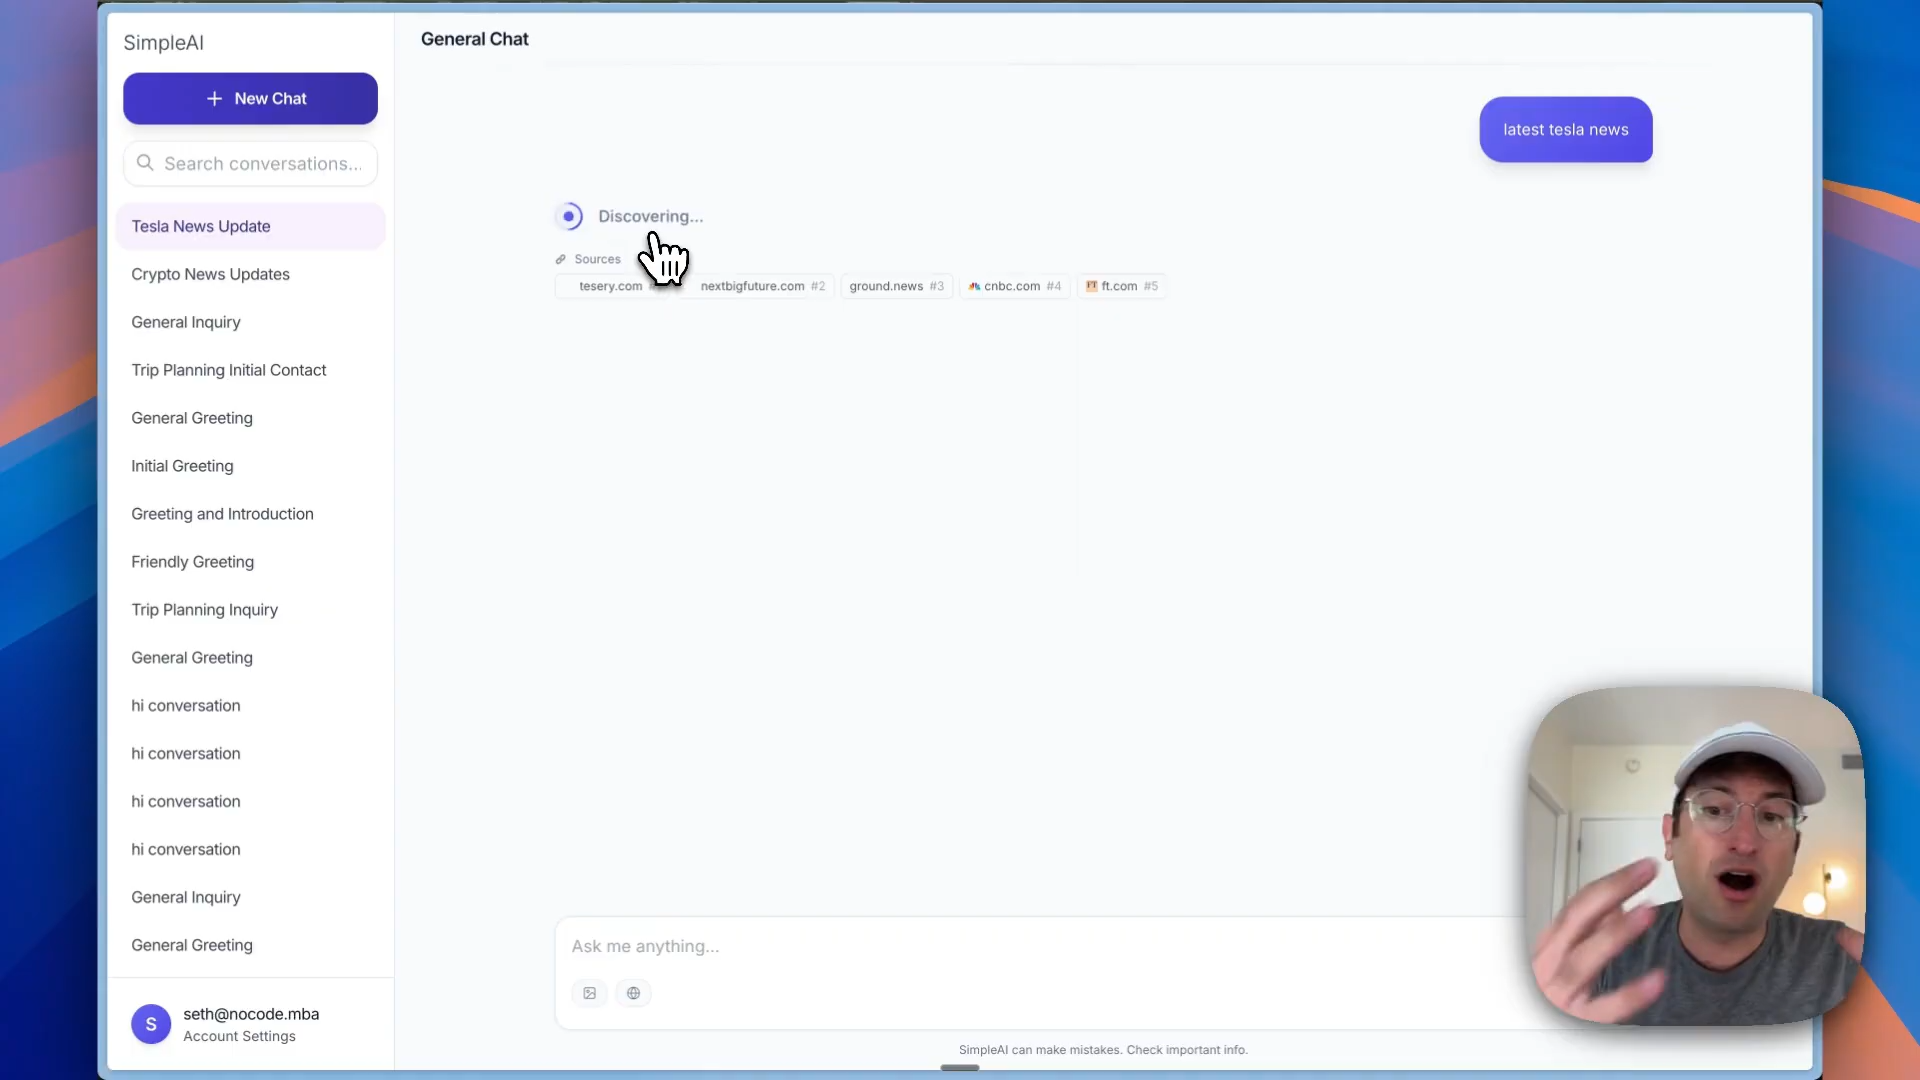 SimpleAI
New Chat
Search conversations...
Tesla News Update
Crypto News Updates
General Inquiry
Trip Planning Initial Contact
General Greeting
Initial Greeting
Greeting and Introduction
Friendly Greeting
Trip Planning Inquiry
General Greeting
hi conversation
hi conversation
hi conversation
hi conversation
General Inquiry
General Greeting
S
seth@nocode.mba
Account Settings
General Chat
latest tesla news
Discovering...
Sources
tesery.com
nextbigfuture.com #2
ground.news #3
cnbc.com #4
FT ft.com #5
Ask me anything...
SimpleAI can make mistakes. Check important info.